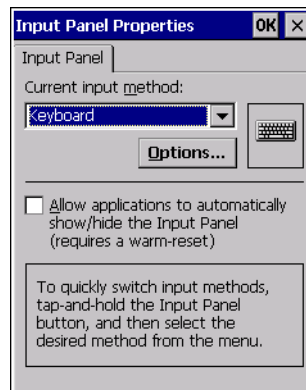 Input Panel Properties OK ×
Input Panel
Current input method:
Keyboard
Options...
Allow applications to automatically
show/hide the Input Panel
(requires a warm-reset)
To quickly switch input methods,
tap-and-hold the Input Panel
button, and then select the
desired method from the menu.